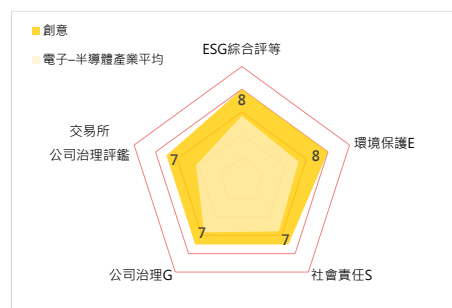 創意
電子–半導體產業平均
ESG綜合評等
8
環境保護E
8
社會責任S
7
公司治理G
7
交易所
公司治理評鑑
7